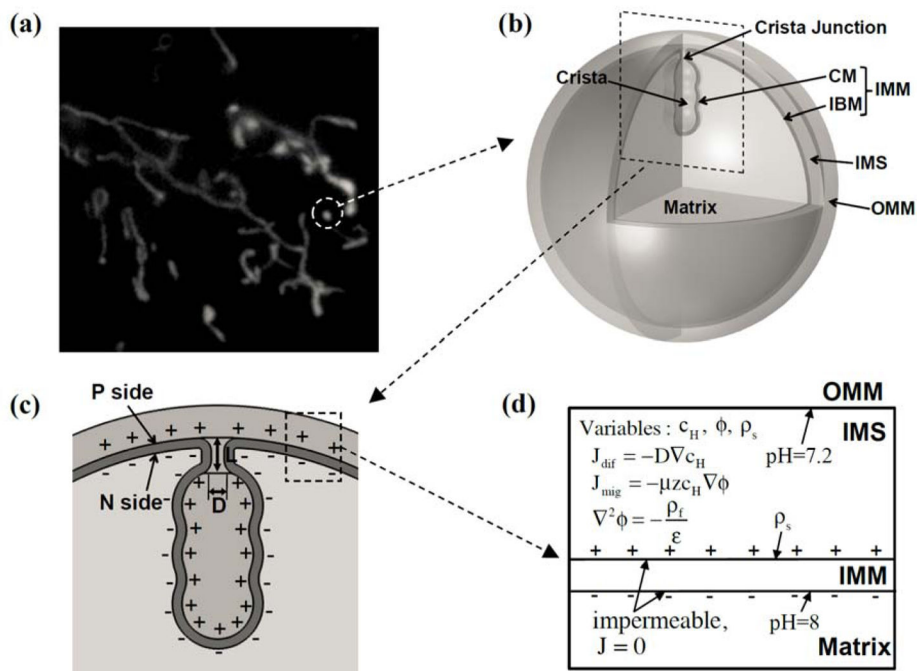 (a)
(b)
Crista Junction
Crista
CM
IBM
IMM
IMS
Matrix
OMM
(c)
P side
N side
+ + + + + + + + + +
- - - - - - - -
L
D
(d)
OMM
IMS
Variables : c_H, ϕ, ρ_s
J_dif = −D∇c_H
pH=7.2
J_mig = −μzc_H∇ϕ
∇²ϕ = −ρ_f/ε
ρ_s
+ + + + + + + +
IMM
- - - - - - - -
impermeable,
J = 0
pH=8
Matrix